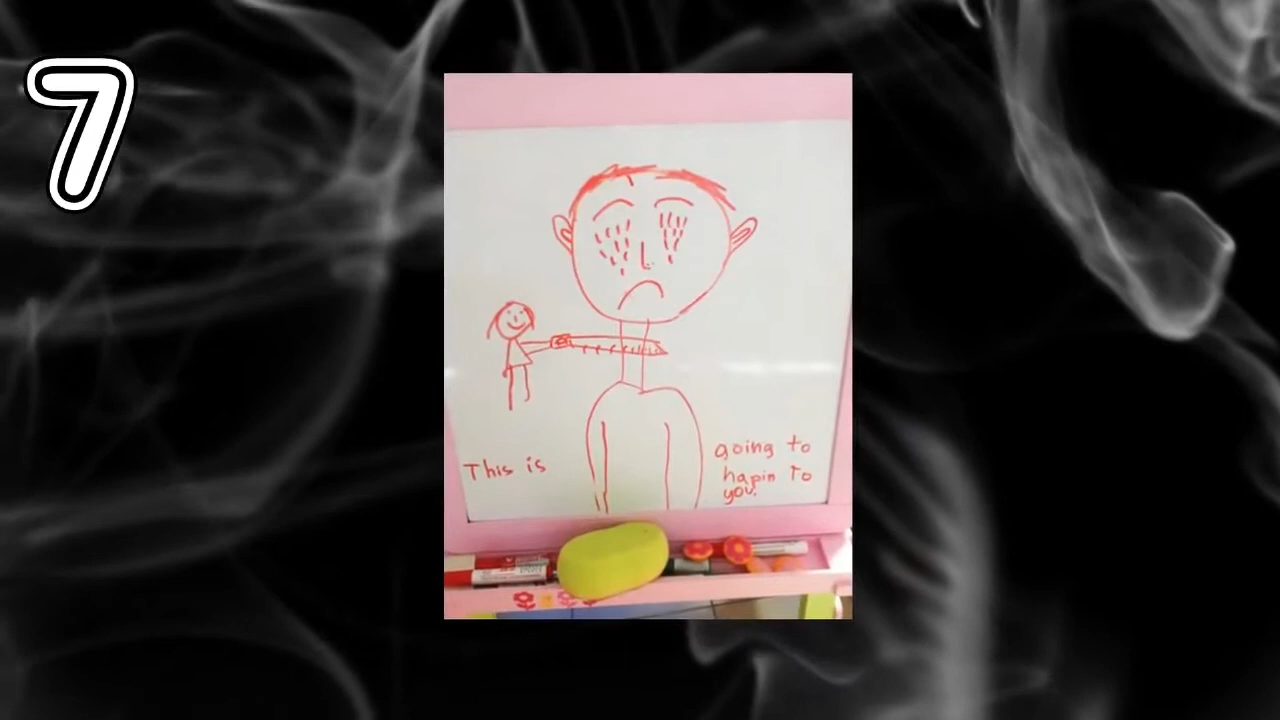 7
This is
going to
hapin to
you.